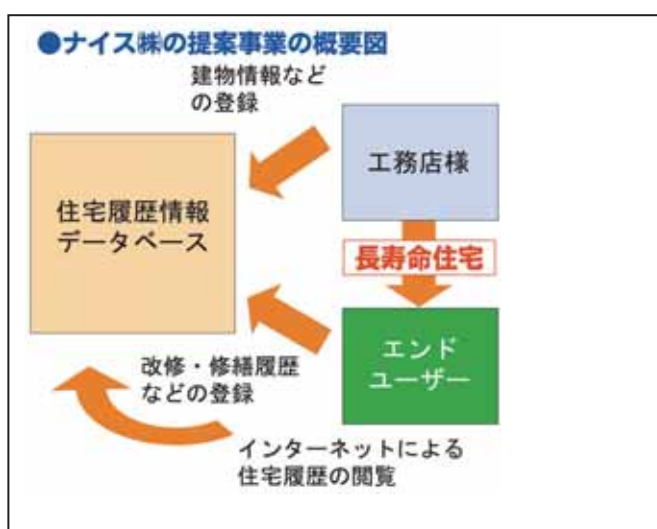 ●ナイス㈱の提案事業の概要図
建物情報など
の登録
工務店様
住宅履歴情報
データベース
長寿命住宅
エンド
ユーザー
改修・修繕履歴
などの登録
インターネットによる
住宅履歴の閲覧